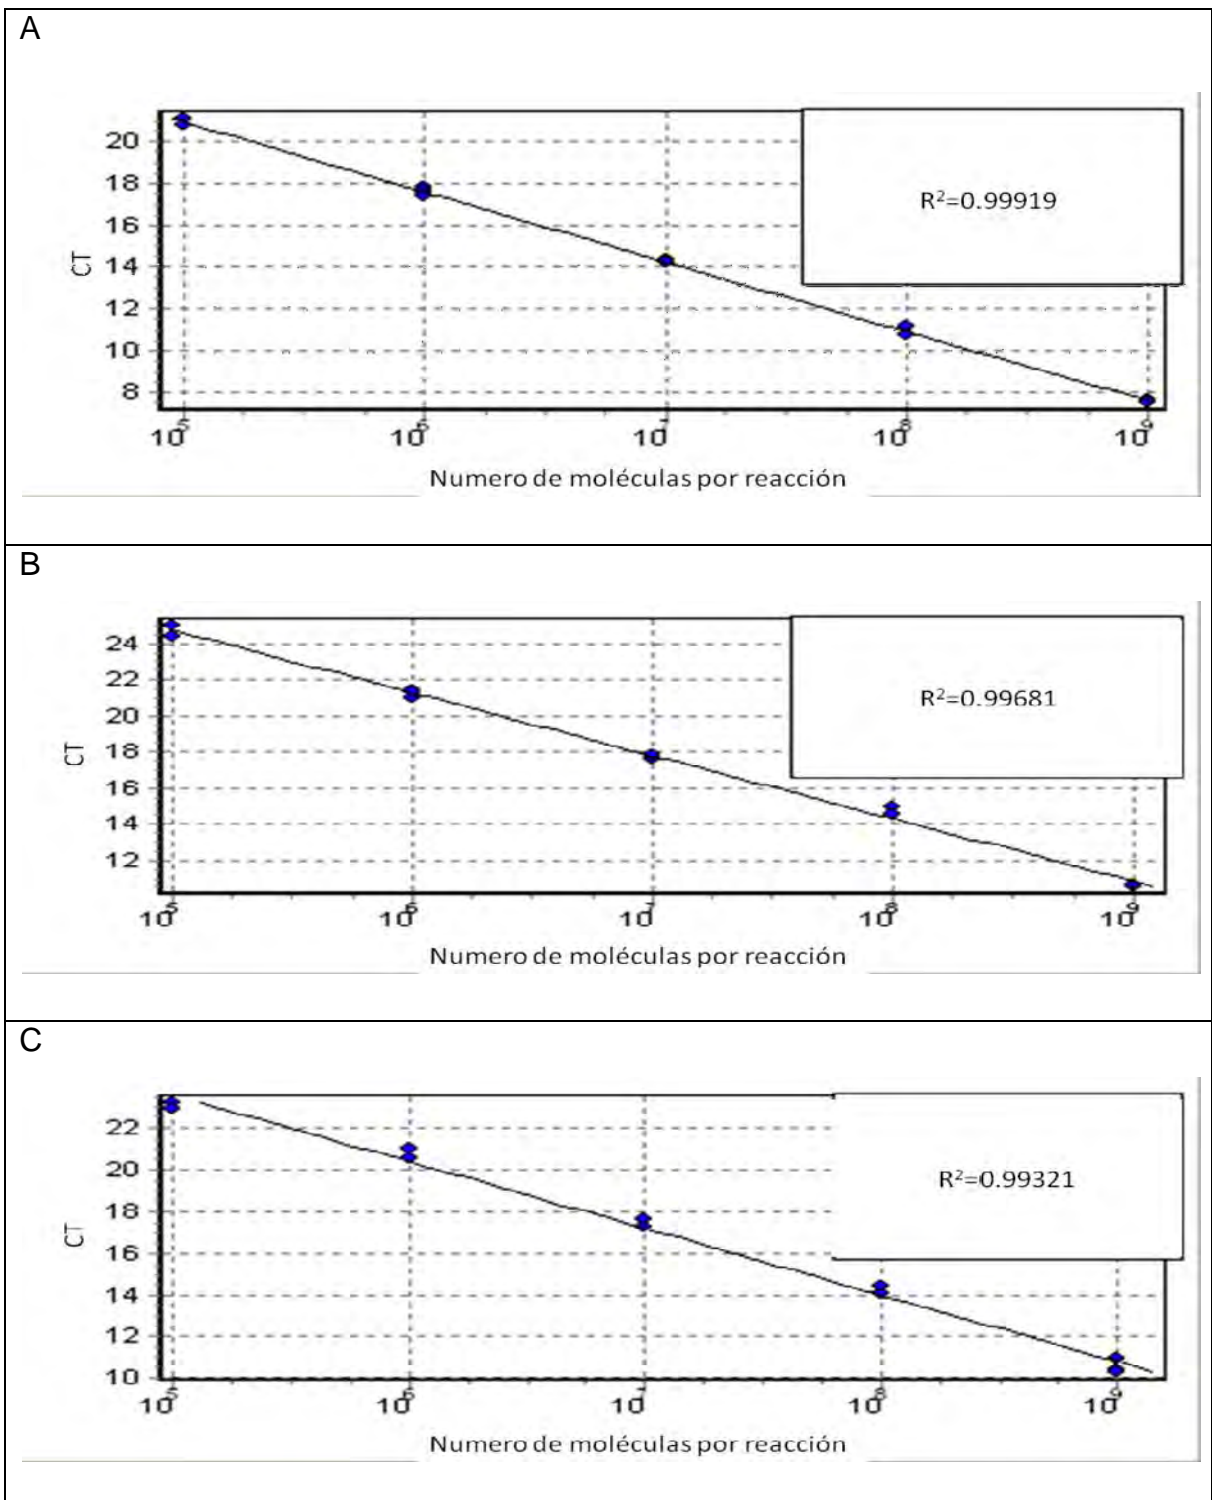 A
R²=0.99919
CT
20
18
16
14
12
10
8
10⁵ 10⁶ 10⁷ 10⁸ 10⁹
Numero de moléculas por reacción
B
R²=0.99681
CT
24
22
20
18
16
14
12
10⁵ 10⁶ 10⁷ 10⁸ 10⁹
Numero de moléculas por reacción
C
R²=0.99321
CT
22
20
18
16
14
12
10
10⁵ 10⁶ 10⁷ 10⁸ 10⁹
Numero de moléculas por reacción